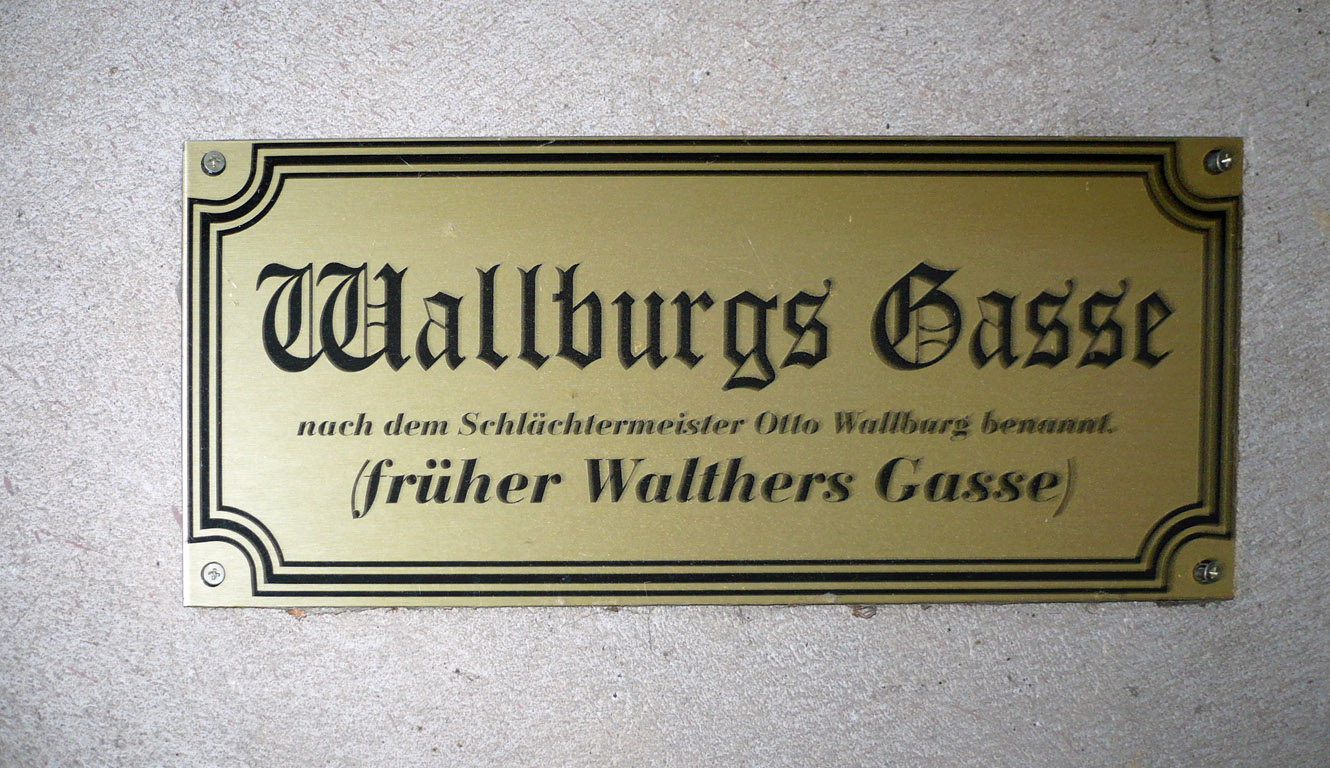 Wallburgs Gasse
nach dem Schlächtermeister Otto Wallburg benannt.
(früher Walthers Gasse)